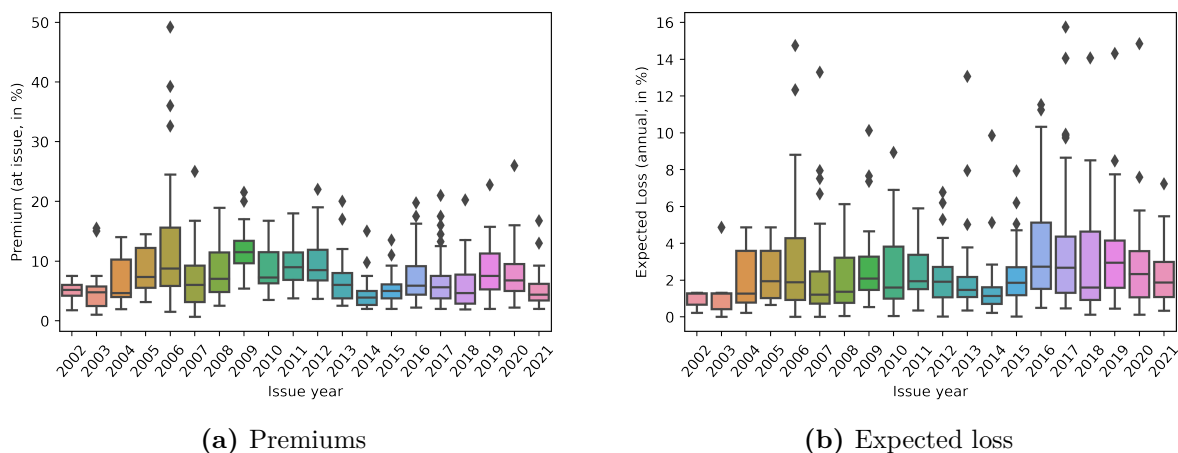 50
40
30
20
10
0
Premium (at issue, in %)
2002 2003 2004 2005 2006 2007 2008 2009 2010 2011 2012 2013 2014 2015 2016 2017 2018 2019 2020 2021
Issue year
(a) Premiums
16
14
12
10
8
6
4
2
0
Expected Loss (annual, in %)
2002 2003 2004 2005 2006 2007 2008 2009 2010 2011 2012 2013 2014 2015 2016 2017 2018 2019 2020 2021
Issue year
(b) Expected loss